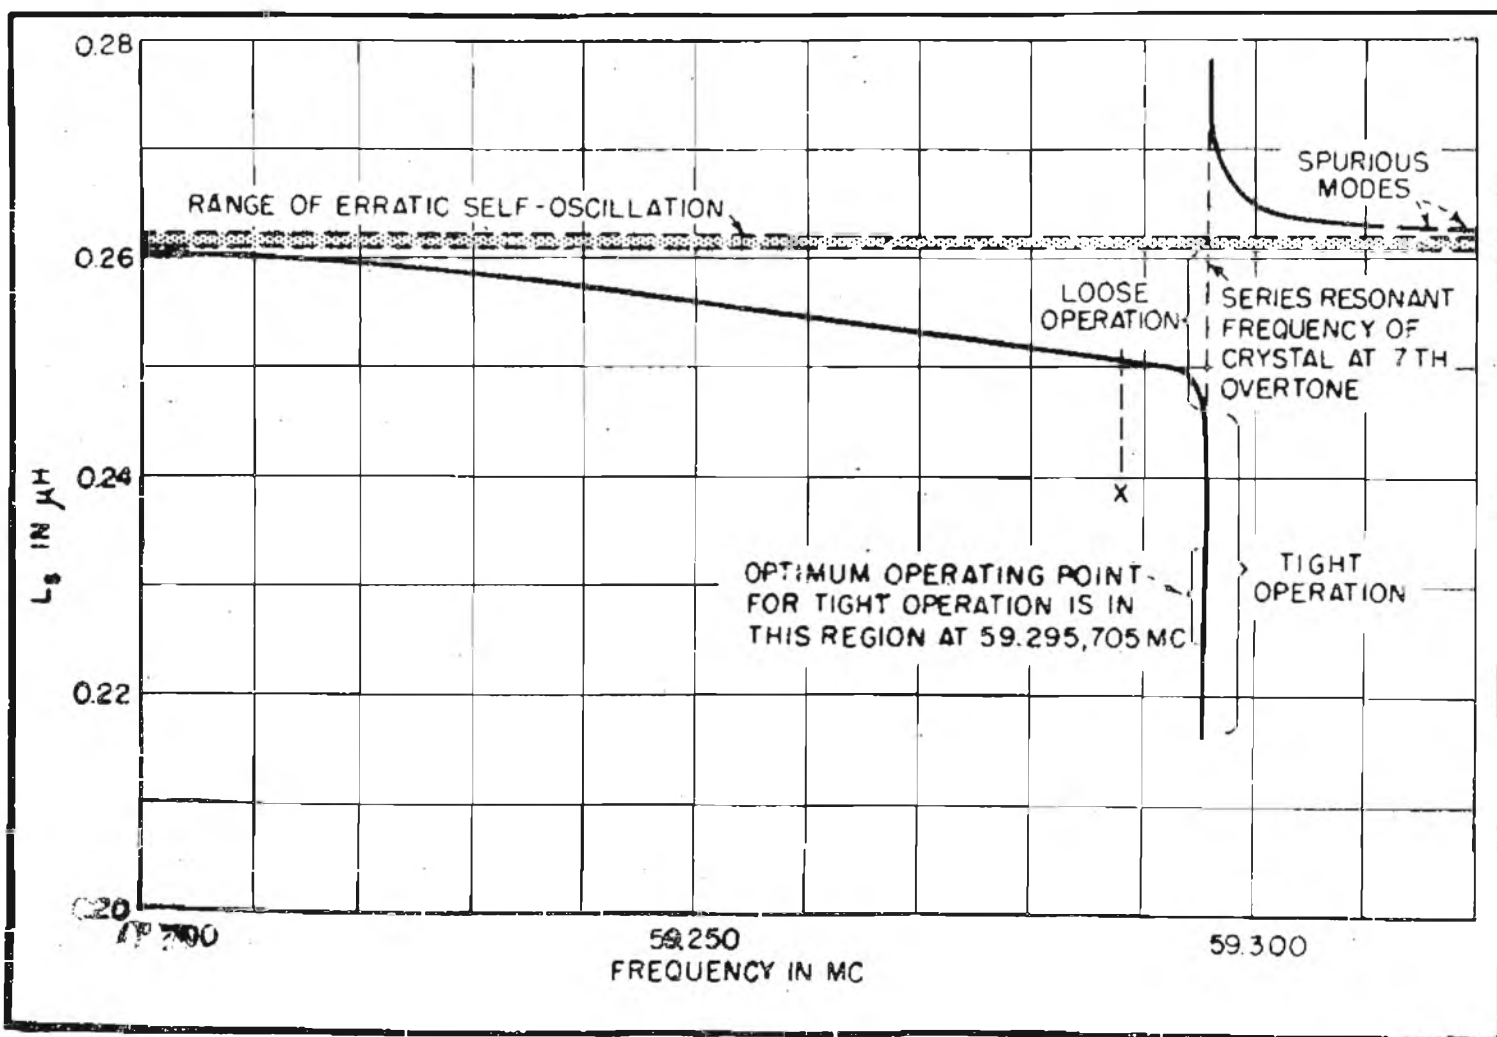 0.28
SPURIOUS
MODES
RANGE OF ERRATIC SELF-OSCILLATION
0.26
LOOSE
OPERATION
SERIES RESONANT
FREQUENCY OF
CRYSTAL AT 7TH
OVERTONE
0.24
X
Ls IN µH
OPTIMUM OPERATING POINT
FOR TIGHT OPERATION IS IN
THIS REGION AT 59.295,705 MC
TIGHT
OPERATION
0.22
0.20
59.250
59.300
FREQUENCY IN MC